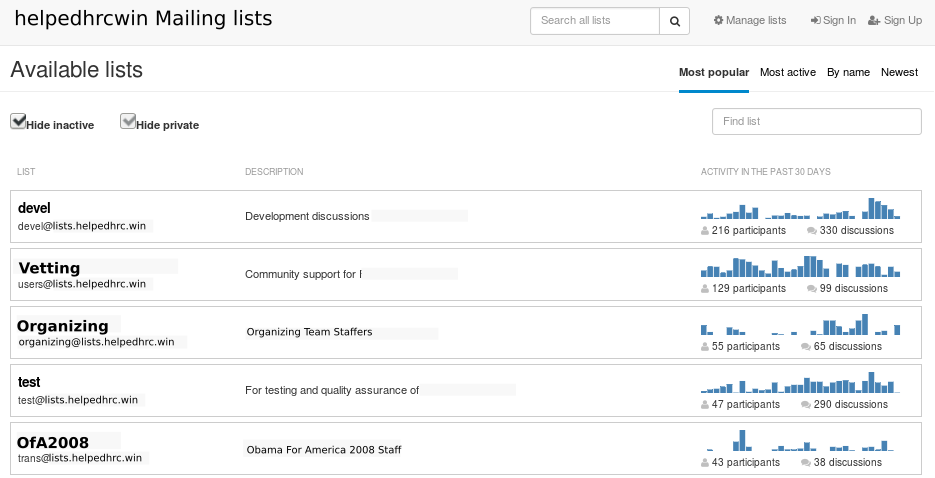 helpedhrcwin Mailing lists
Search all lists
Manage lists
Sign In
Sign Up
Available lists
Most popular
Most active
By name
Newest
Hide inactive
Hide private
Find list
LIST
DESCRIPTION
ACTIVITY IN THE PAST 30 DAYS
devel
devel@lists.helpedhrc.win
Development discussions
216 participants
330 discussions
Vetting
users@lists.helpedhrc.win
Community support for
129 participants
99 discussions
Organizing
organizing@lists.helpedhrc.win
Organizing Team Staffers
55 participants
65 discussions
test
test@lists.helpedhrc.win
For testing and quality assurance of
47 participants
290 discussions
OfA2008
trans@lists.helpedhrc.win
Obama For America 2008 Staff
43 participants
38 discussions